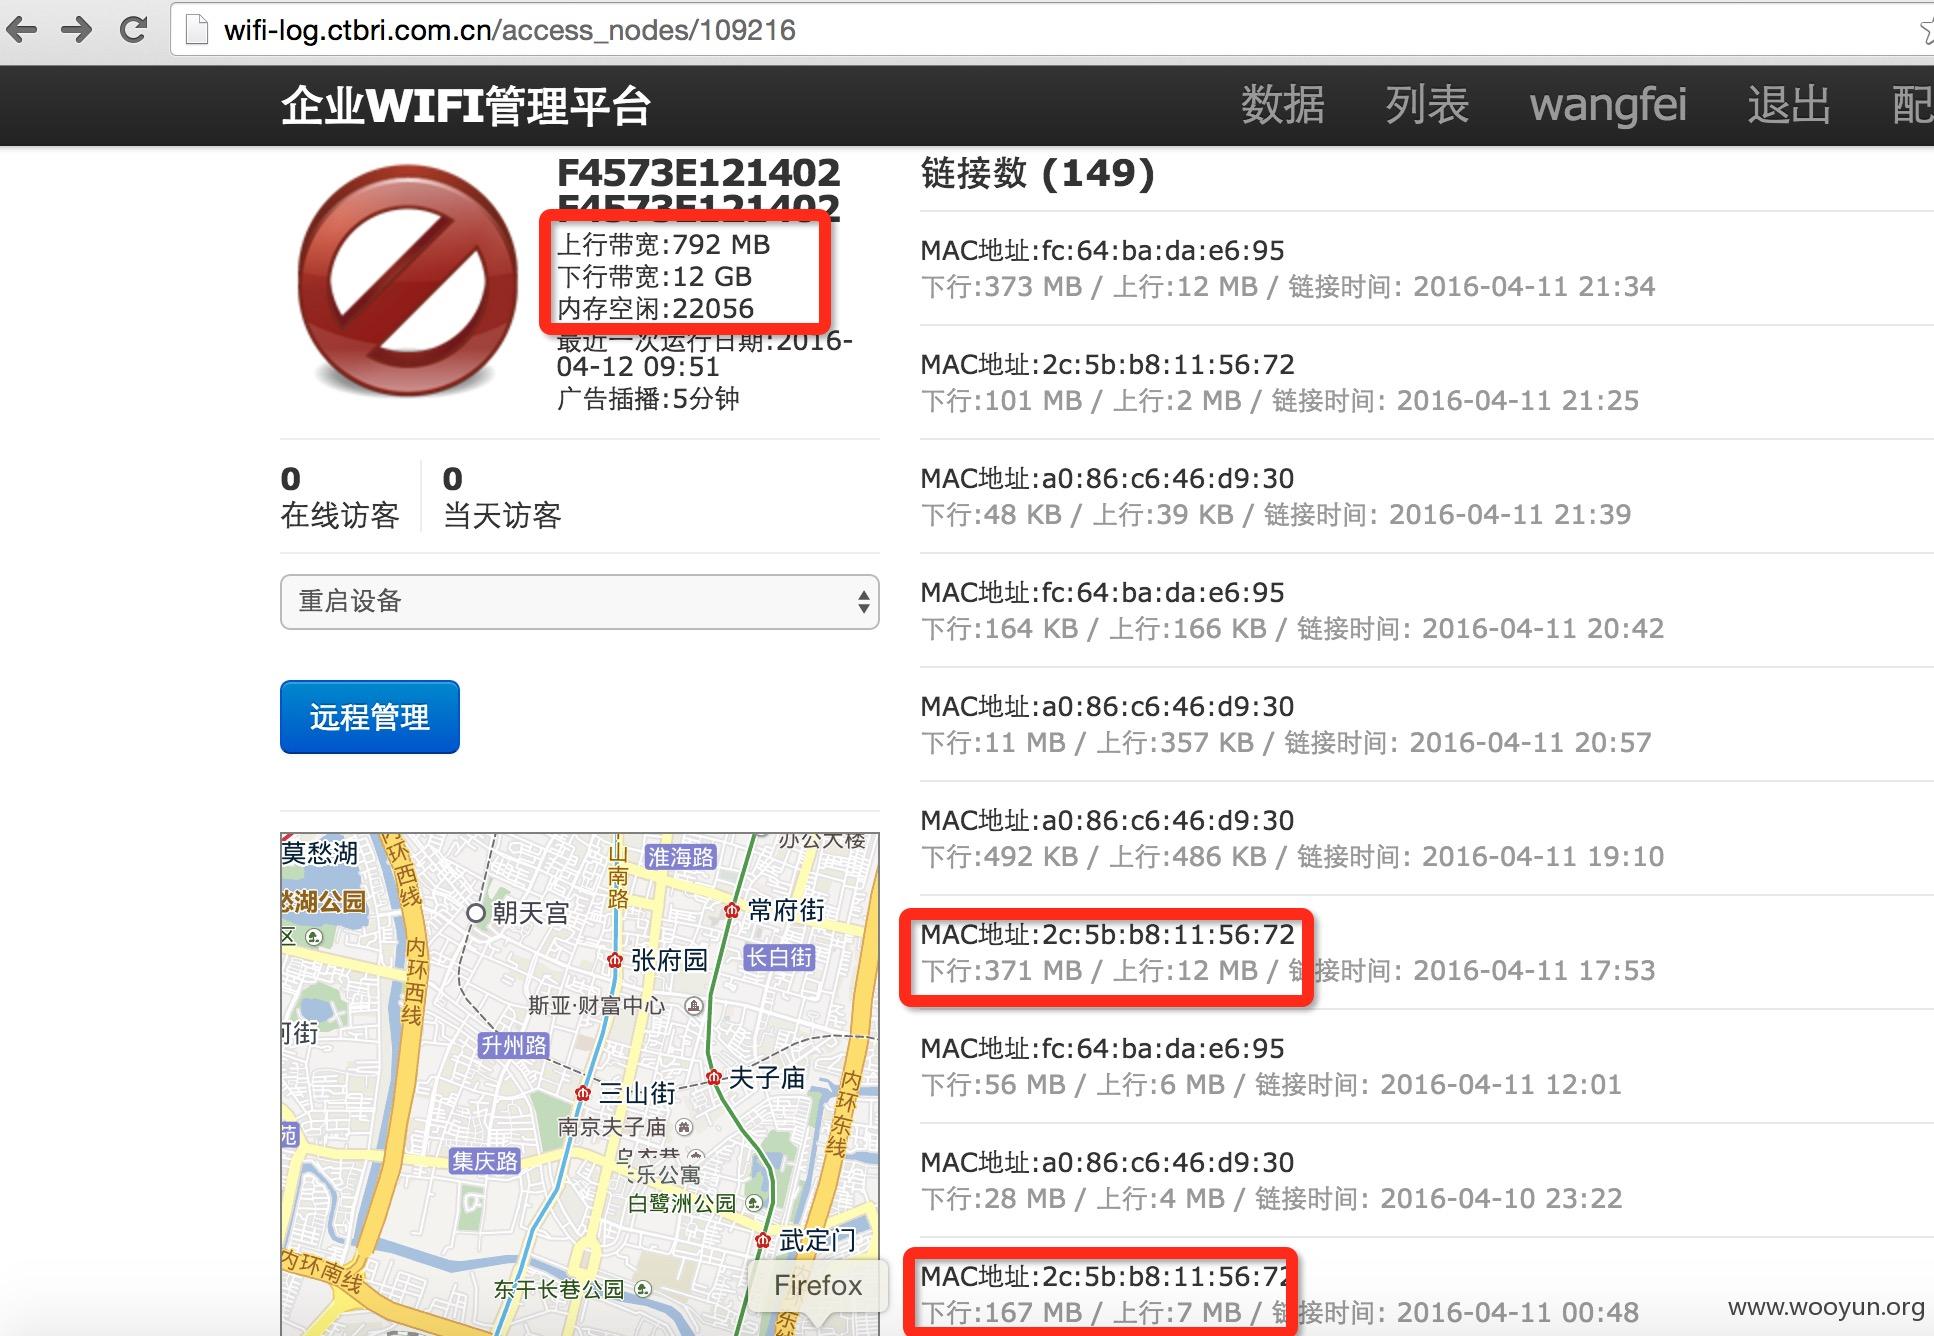 wifi-log.ctbri.com.cn/access_nodes/109216
企业WIFI管理平台
数据 列表 wangfei 退出 配
F4573E121402
F4573E121402
上行带宽:792 MB
下行带宽:12 GB
内存空闲:22056
最近一次运行日期:2016-
04-12 09:51
广告插播:5分钟
0
在线访客
0
当天访客
重启设备
远程管理
链接数 (149)
MAC地址:fc:64:ba:da:e6:95
下行:373 MB / 上行:12 MB / 链接时间: 2016-04-11 21:34
MAC地址:2c:5b:b8:11:56:72
下行:101 MB / 上行:2 MB / 链接时间: 2016-04-11 21:25
MAC地址:a0:86:c6:46:d9:30
下行:48 KB / 上行:39 KB / 链接时间: 2016-04-11 21:39
MAC地址:fc:64:ba:da:e6:95
下行:164 KB / 上行:166 KB / 链接时间: 2016-04-11 20:42
MAC地址:a0:86:c6:46:d9:30
下行:11 MB / 上行:357 KB / 链接时间: 2016-04-11 20:57
MAC地址:a0:86:c6:46:d9:30
下行:492 KB / 上行:486 KB / 链接时间: 2016-04-11 19:10
MAC地址:2c:5b:b8:11:56:72
下行:371 MB / 上行:12 MB / 链接时间: 2016-04-11 17:53
MAC地址:fc:64:ba:da:e6:95
下行:56 MB / 上行:6 MB / 链接时间: 2016-04-11 12:01
MAC地址:a0:86:c6:46:d9:30
下行:28 MB / 上行:4 MB / 链接时间: 2016-04-10 23:22
MAC地址:2c:5b:b8:11:56:72
下行:167 MB / 上行:7 MB / 链接时间: 2016-04-11 00:48
莫愁湖
愁湖公园
区
内环西线
内环西线
山南路
淮海路
办公大楼
朝天宫
常府街
张府园
长白街
斯亚·财富中心
升州路
河街
三山街
夫子庙
南京夫子庙
内环东线
乌衣巷
长乐公寓
苑
集庆路
白鹭洲公园
武定门
内环南线
东干长巷公园
乐
Firefox
www.wooyun.org